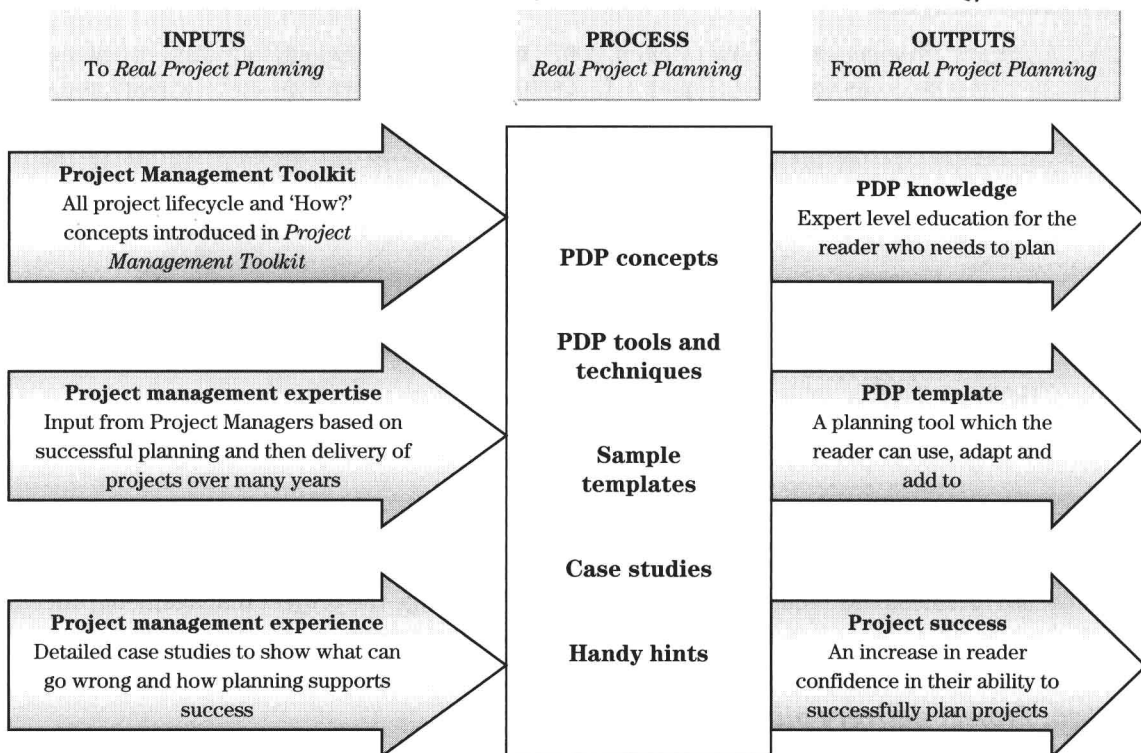 INPUTS
To Real Project Planning
PROCESS
Real Project Planning
OUTPUTS
From Real Project Planning
Project Management Toolkit
All project lifecycle and 'How?'
concepts introduced in Project
Management Toolkit
Project management expertise
Input from Project Managers based on
successful planning and then delivery of
projects over many years
Project management experience
Detailed case studies to show what can
go wrong and how planning supports
success
PDP concepts
PDP tools and
techniques
Sample
templates
Case studies
Handy hints
PDP knowledge
Expert level education for the
reader who needs to plan
PDP template
A planning tool which the
reader can use, adapt and
add to
Project success
An increase in reader
confidence in their ability to
successfully plan projects